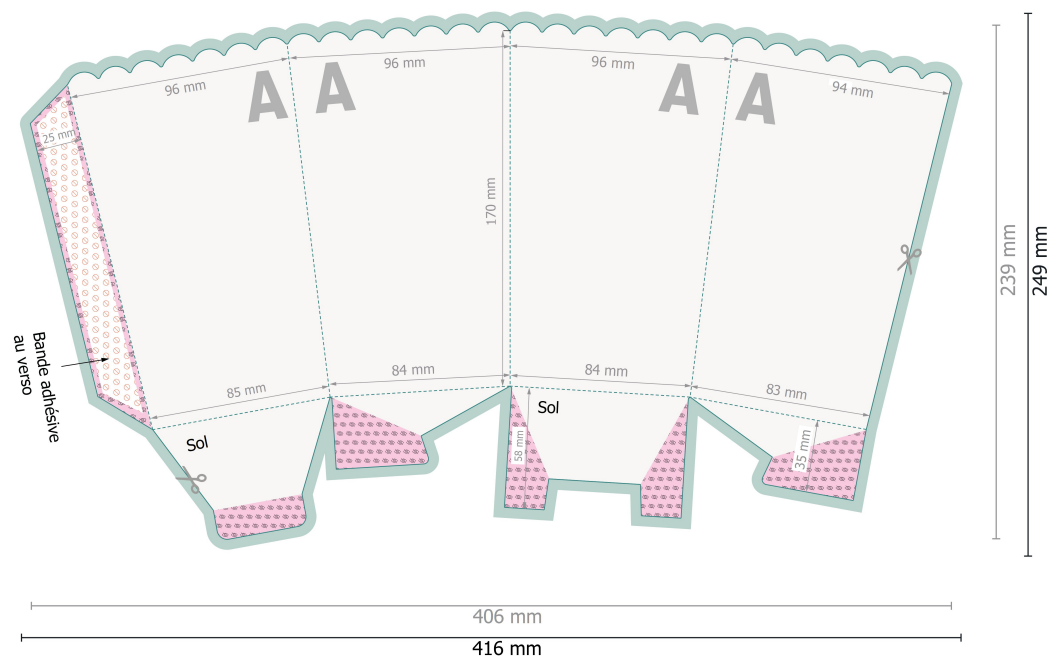 96 mm
A
A
96 mm
96 mm
A
A
94 mm
25 mm
170 mm
239 mm
249 mm
Bande adhésive
au verso
85 mm
84 mm
84 mm
83 mm
Sol
Sol
58 mm
35 mm
406 mm
416 mm